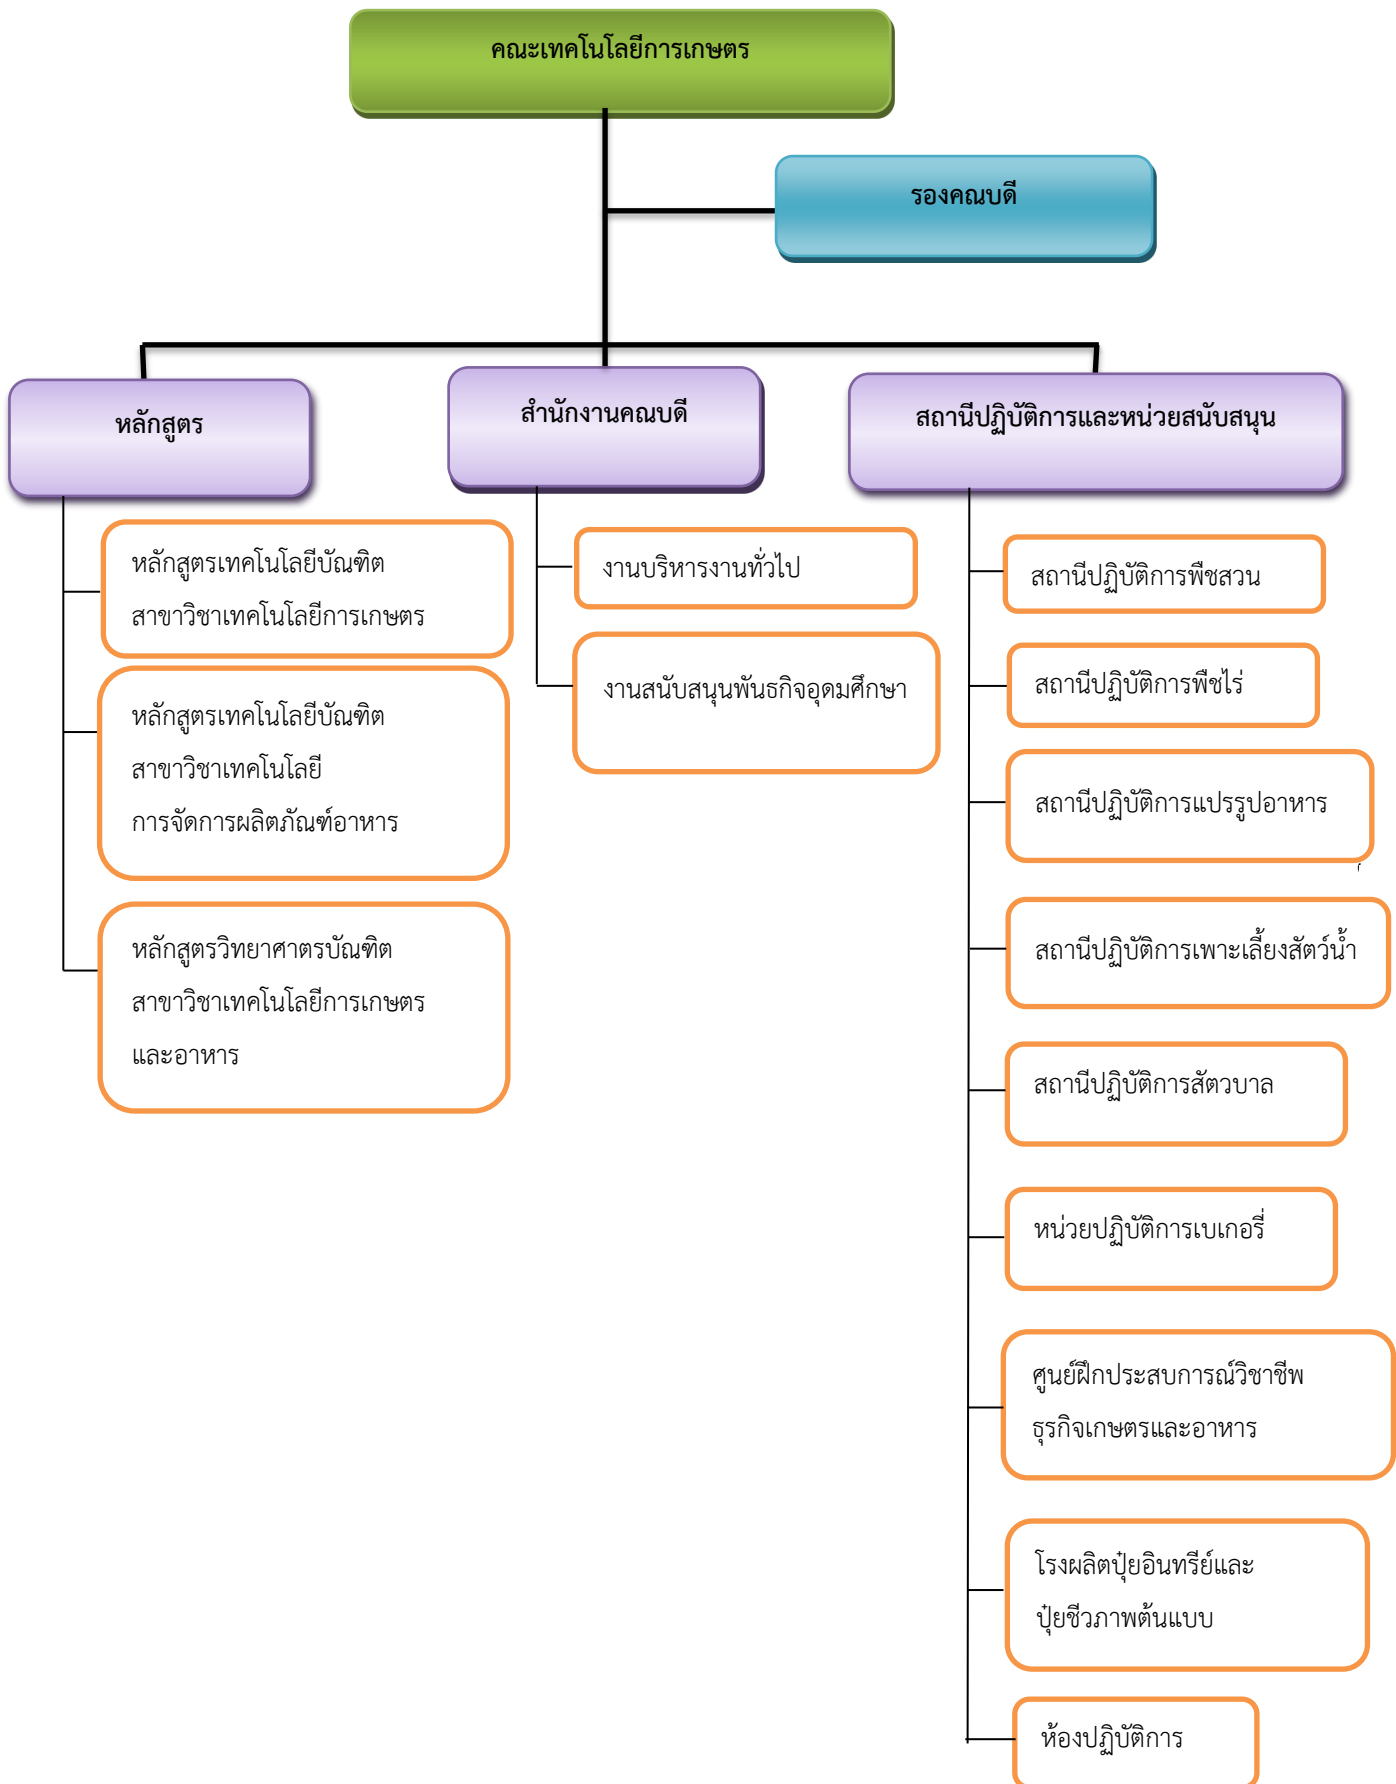 คณะเทคโนโลยีการเกษตร
รองคณบดี
หลักสูตร
หลักสูตรเทคโนโลยีบัณฑิต
สาขาวิชาเทคโนโลยีการเกษตร
หลักสูตรเทคโนโลยีบัณฑิต
สาขาวิชาเทคโนโลยี
การจัดการผลิตภัณฑ์อาหาร
หลักสูตรวิทยาศาตรบัณฑิต
สาขาวิชาเทคโนโลยีการเกษตร
และอาหาร
สำนักงานคณบดี
งานบริหารงานทั่วไป
งานสนับสนุนพันธกิจอุดมศึกษา
สถานีปฏิบัติการและหน่วยสนับสนุน
สถานีปฏิบัติการพืชสวน
สถานีปฏิบัติการพืชไร่
สถานีปฏิบัติการแปรรูปอาหาร
สถานีปฏิบัติการเพาะเลี้ยงสัตว์น้ำ
สถานีปฏิบัติการสัตวบาล
หน่วยปฏิบัติการเบเกอรี่
ศูนย์ฝึกประสบการณ์วิชาชีพ
ธุรกิจเกษตรและอาหาร
โรงผลิตปุ๋ยอินทรีย์และ
ปุ๋ยชีวภาพต้นแบบ
ห้องปฏิบัติการ